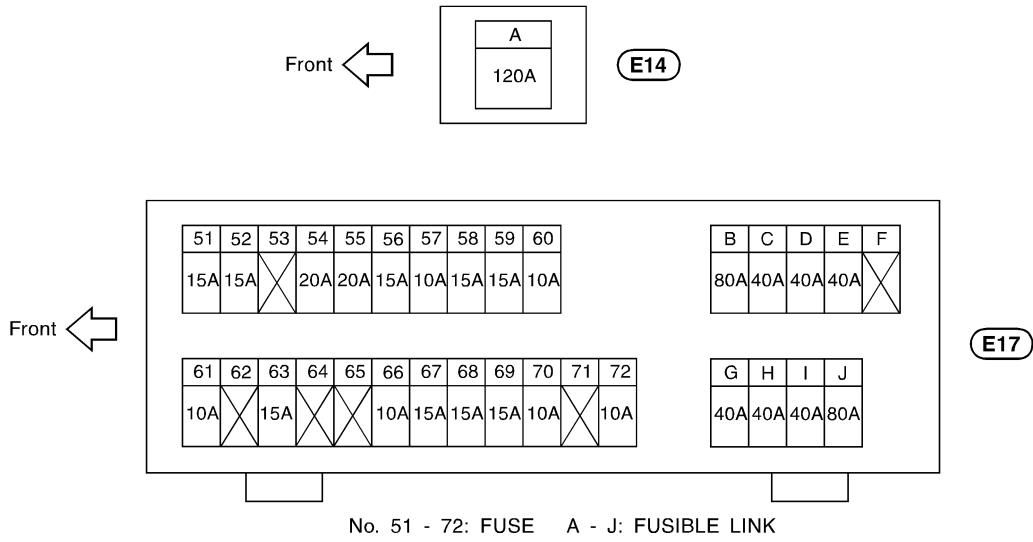 A
Front
120A
E14
51 52 53 54 55 56 57 58 59 60
B C D E F
15A 15A 20A 20A 15A 10A 15A 15A 10A
80A 40A 40A 40A
Front
E17
61 62 63 64 65 66 67 68 69 70 71 72
G H I J
10A 15A 10A 15A 15A 15A 10A 10A
40A 40A 40A 80A
No. 51 - 72: FUSE A - J: FUSIBLE LINK